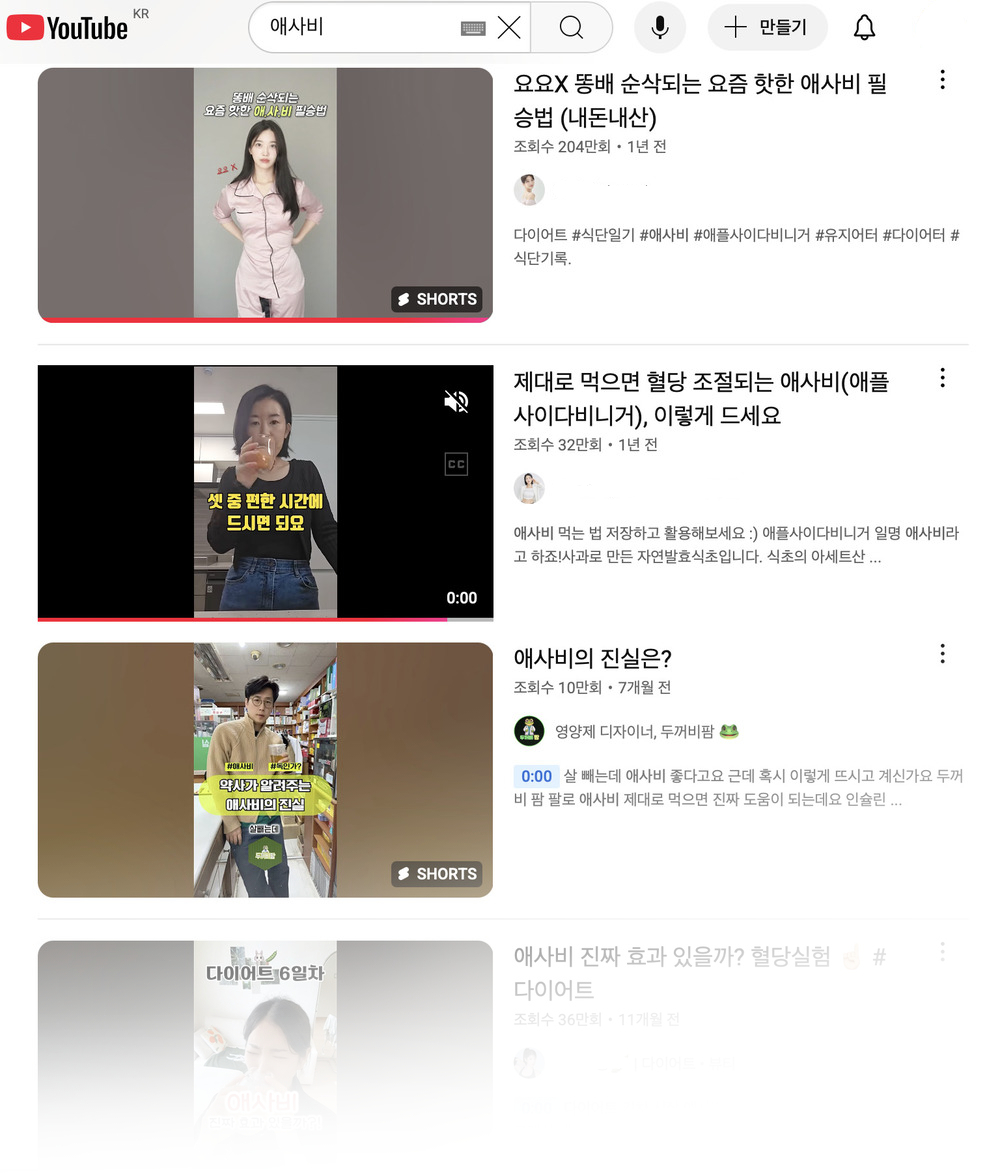 YouTube KR
애사비
만들기
똥배 순삭되는
요즘 핫한 애.사.비 필승법
요요 X
SHORTS
요요X 똥배 순삭되는 요즘 핫한 애사비 필
승법 (내돈내산)
조회수 204만회 • 1년 전
다이어트 #식단일기 #애사비 #애플사이다비니거 #유지어터 #다이어터 #
식단기록.
셋 중 편한 시간에
드시면 되요
CC
0:00
제대로 먹으면 혈당 조절되는 애사비(애플
사이다비니거), 이렇게 드세요
조회수 32만회 • 1년 전
애사비 먹는 법 저장하고 활용해보세요 :) 애플사이다비니거 일명 애사비라
고 하죠!사과로 만든 자연발효식초입니다. 식초의 아세트산 ...
#애사비 #독인가?
약사가 알려주는
애사비의 진실
살빼는데
SHORTS
애사비의 진실은?
조회수 10만회 • 7개월 전
영양제 디자이너, 두꺼비팜 🐸
0:00 살 빼는데 애사비 좋다고요 근데 혹시 이렇게 뜨시고 계신가요 두꺼
비 팜 팔로 애사비 제대로 먹으면 진짜 도움이 되는데요 인슐린 ...
다이어트 6일차
애사비
애사비 진짜 효과 있을까? 혈당실험 ☝🏻 #
다이어트
조회수 36만회 • 11개월 전